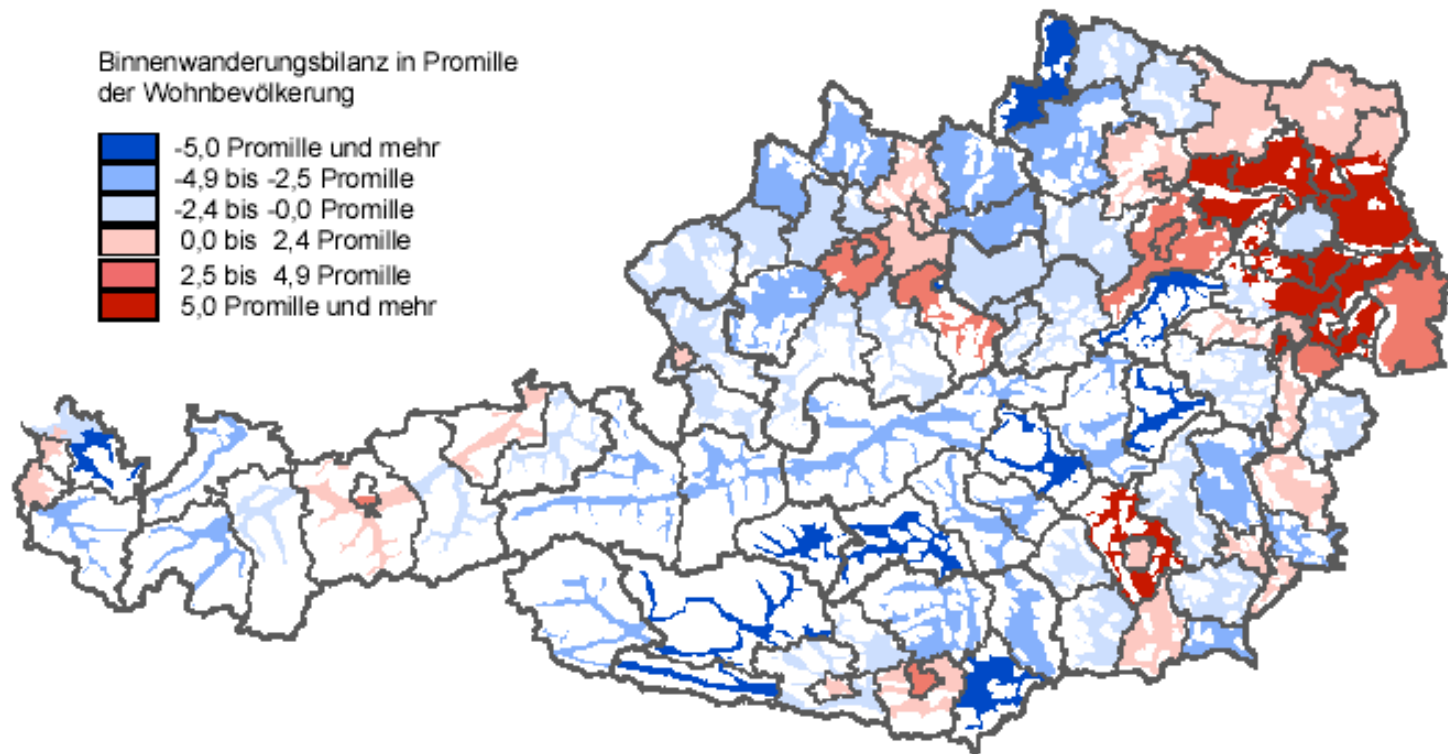 Binnenwanderungsbilanz in Promille
der Wohnbevölkerung
-5,0 Promille und mehr
-4,9 bis -2,5 Promille
-2,4 bis -0,0 Promille
0,0 bis 2,4 Promille
2,5 bis 4,9 Promille
5,0 Promille und mehr